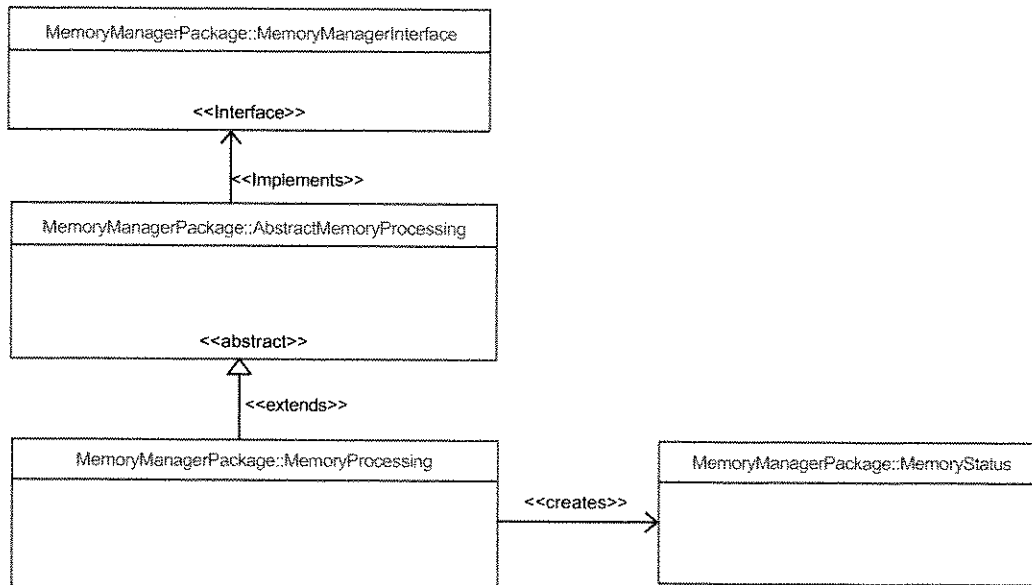 MemoryManagerPackage::MemoryManagerInterface
<<Interface>>
<<Implements>>
MemoryManagerPackage::AbstractMemoryProcessing
<<abstract>>
<<extends>>
MemoryManagerPackage::MemoryProcessing
<<creates>>
MemoryManagerPackage::MemoryStatus